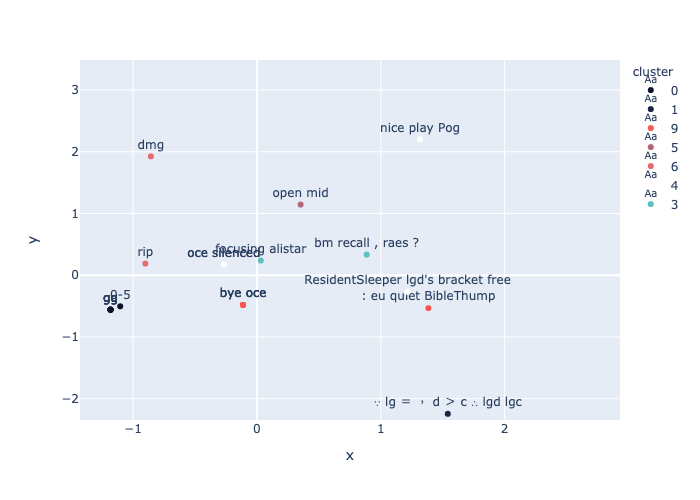 cluster
Aa
0
Aa
1
Aa
9
Aa
5
Aa
6
Aa
4
Aa
3
3
2
1
0
−1
−2
y
nice play Pog
dmg
open mid
bm recall , raes ?
focusing alistar
oce silenced
rip
ResidentSleeper lgd's bracket free
: eu quiet BibleThump
bye oce
0-5
gg
lg = , d > c lgd lgc
−1
0
1
2
x